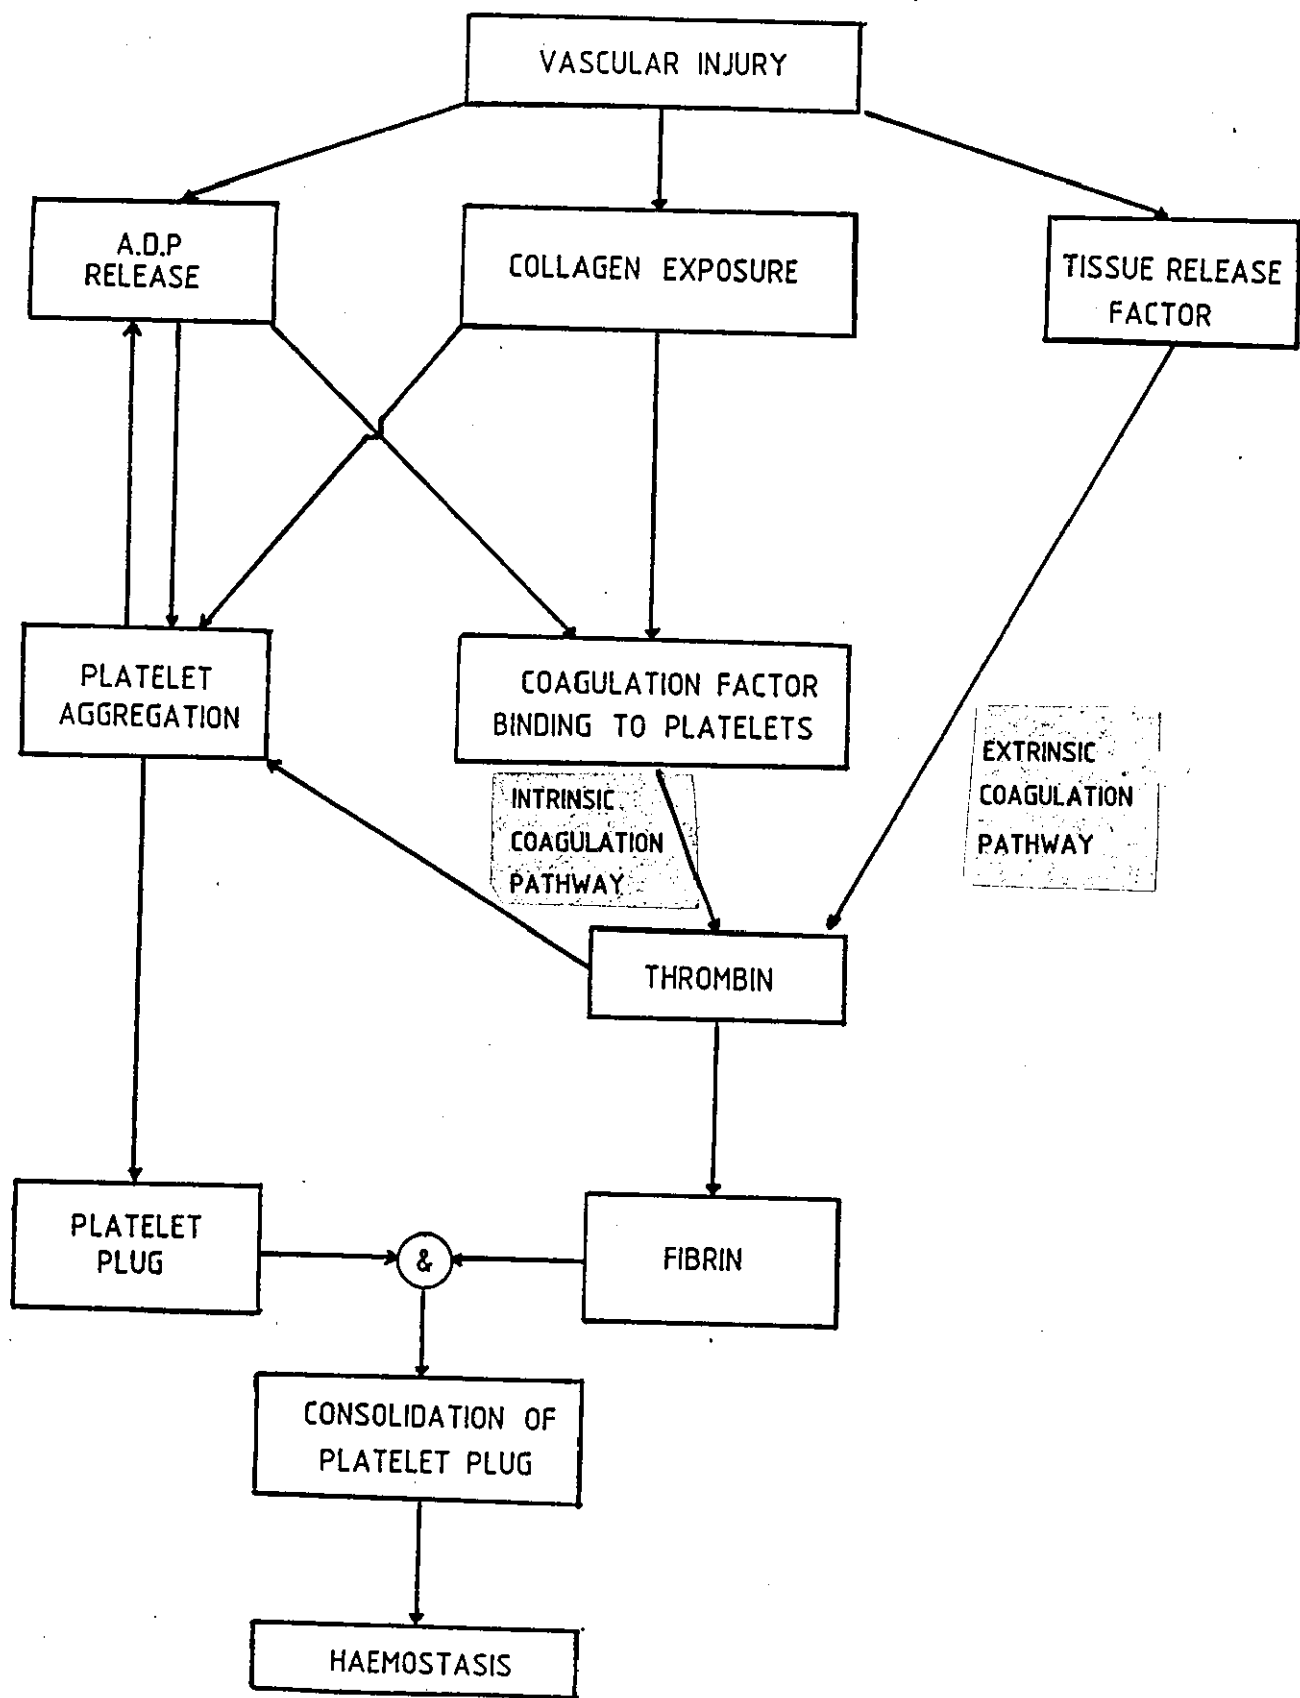 VASCULAR INJURY
A.D.P
RELEASE
COLLAGEN EXPOSURE
TISSUE RELEASE
FACTOR
PLATELET
AGGREGATION
COAGULATION FACTOR
BINDING TO PLATELETS
INTRINSIC
COAGULATION
PATHWAY
EXTRINSIC
COAGULATION
PATHWAY
THROMBIN
PLATELET
PLUG
&
FIBRIN
CONSOLIDATION OF
PLATELET PLUG
HAEMOSTASIS